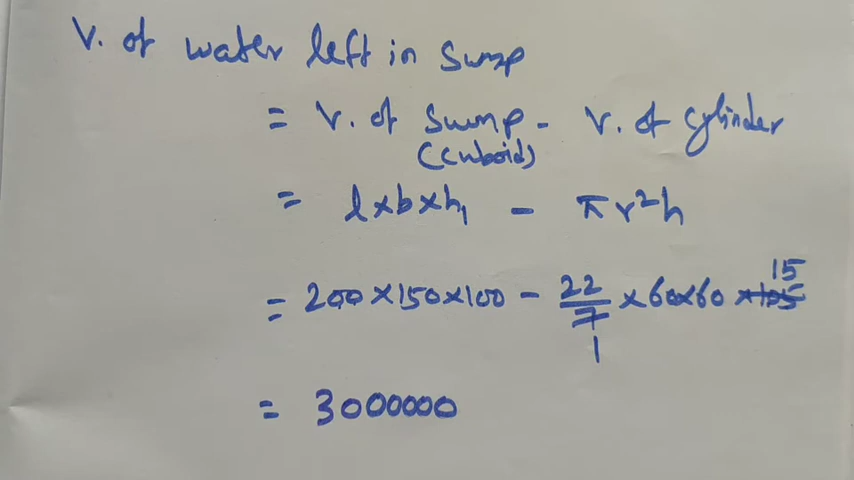 V. of water left in sump
= V. of sump - V. of cylinder
(cuboid)
= l×b×h₁ - πr²h
15
= 200×150×100 - 22/7 ×60×60 ×105
1
= 3000000